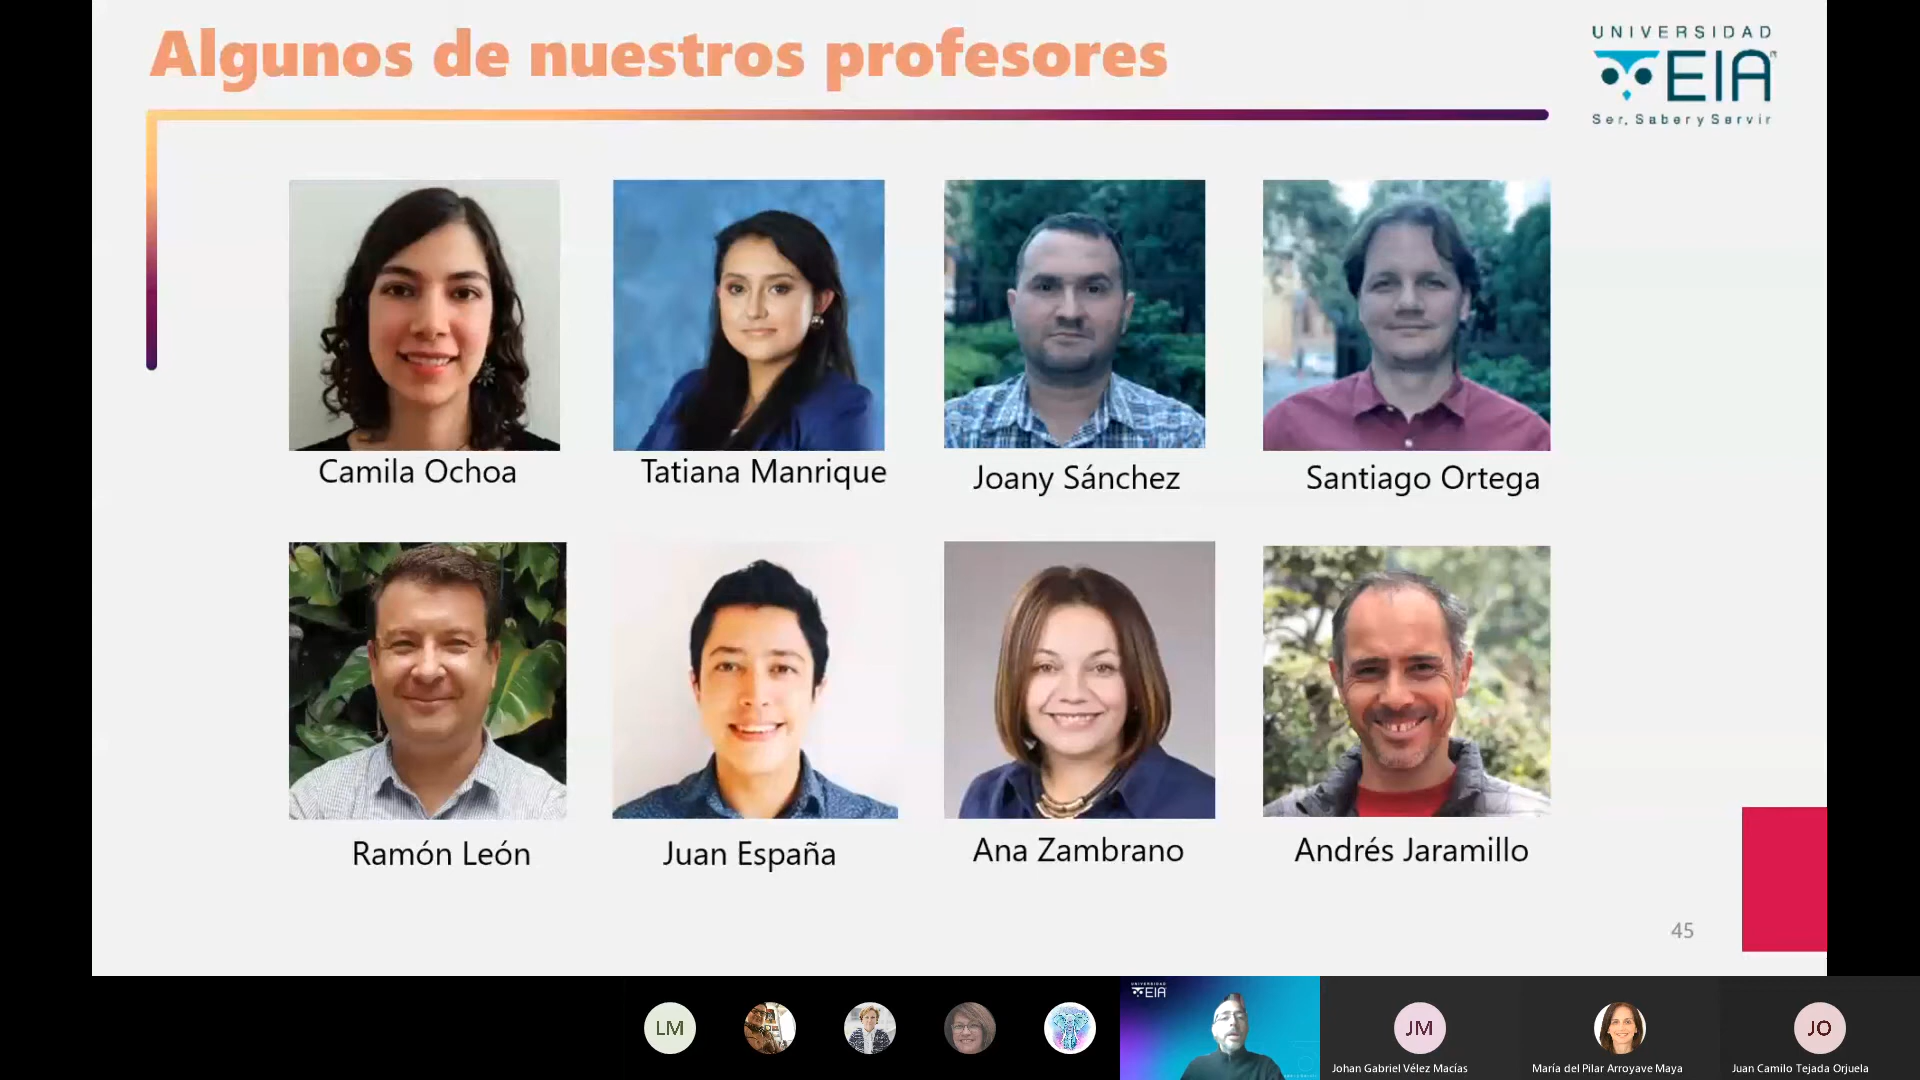 Algunos de nuestros profesores
UNIVERSIDAD
EIA
Ser, Saber y Servir
Camila Ochoa
Tatiana Manrique
Joany Sánchez
Santiago Ortega
Ramón León
Juan España
Ana Zambrano
Andrés Jaramillo
45
LM
EIA
JM
JO
Johan Gabriel Vélez Macías
María del Pilar Arroyave Maya
Juan Camilo Tejada Orjuela